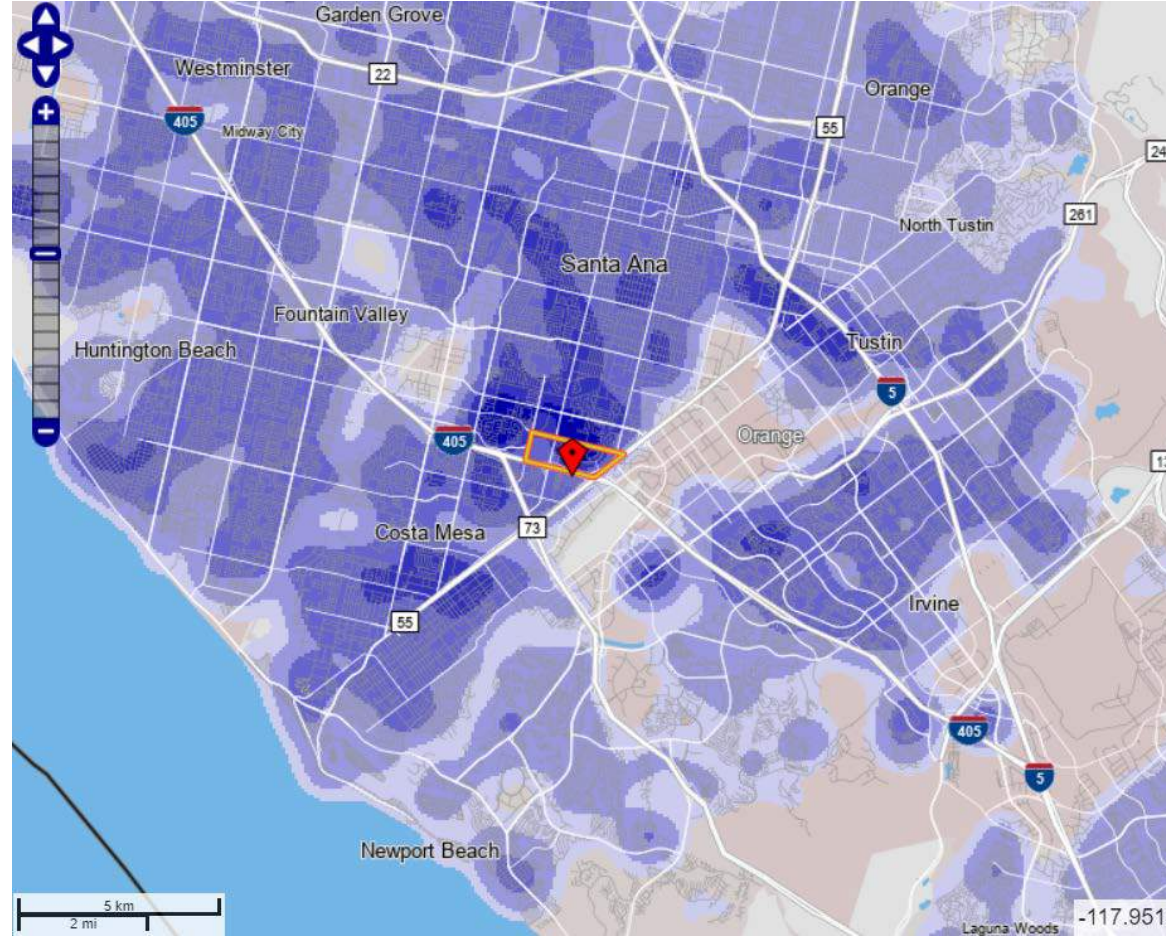 Garden Grove
Westminster
22
Orange
405
55
Midway City
24
261
North Tustin
Santa Ana
Fountain Valley
Huntington Beach
Tustin
5
405
Orange
Costa Mesa
73
Irvine
55
405
5
Newport Beach
5 km
2 mi
-117.951
Laguna Woods